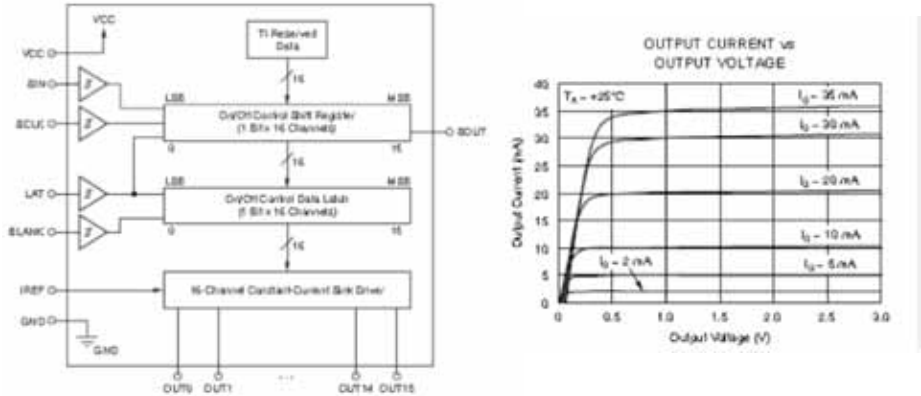 VCC
VCC
SIN
SCLK
LAT
BLANK
IREF
GND
GND
TI Reserved
Data
16
LSB
MSB
On/Off Control Shift Register
(1 Bit x 16 Channels)
0
15
SOUT
16
LSB
MSB
On/Off Control Data Latch
(1 Bit x 16 Channels)
0
15
16
16-Channel Constant-Current Sink Driver
OUT0
OUT1
...
OUT14
OUT15
OUTPUT CURRENT vs
OUTPUT VOLTAGE
Output Current (mA)
40
35
30
25
20
15
10
5
0
TA = +25°C
IO = 35 mA
IO = 30 mA
IO = 20 mA
IO = 10 mA
IO = 5 mA
IO = 2 mA
0
0.5
1.0
1.5
2.0
2.5
3.0
Output Voltage (V)